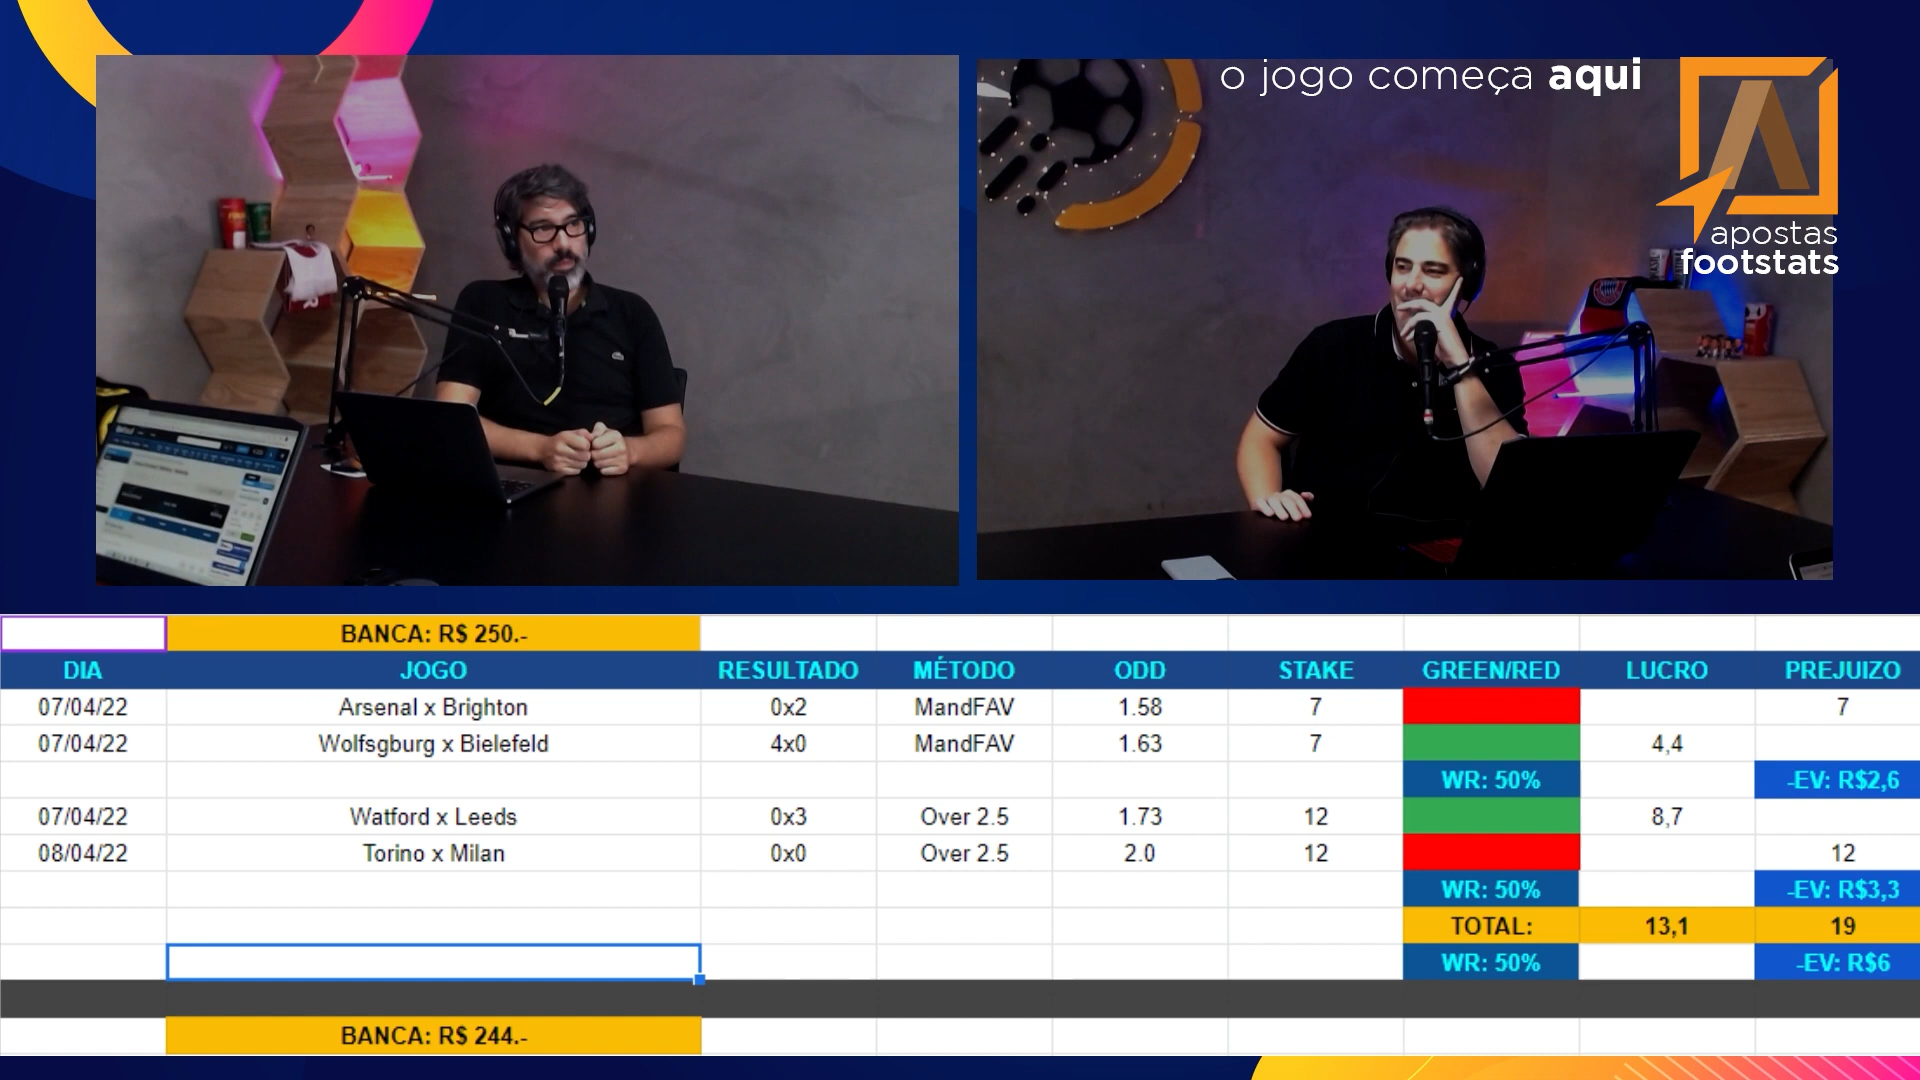 o jogo começa aqui
apostas
footstats
BANCA: R$ 250.-
DIA JOGO RESULTADO MÉTODO ODD STAKE GREEN/RED LUCRO PREJUIZO
07/04/22 Arsenal x Brighton 0x2 MandFAV 1.58 7 7
07/04/22 Wolfsgburg x Bielefeld 4x0 MandFAV 1.63 7 4,4
WR: 50% -EV: R$2,6
07/04/22 Watford x Leeds 0x3 Over 2.5 1.73 12 8,7
08/04/22 Torino x Milan 0x0 Over 2.5 2.0 12 12
WR: 50% -EV: R$3,3
TOTAL: 13,1 19
WR: 50% -EV: R$6
BANCA: R$ 244.-